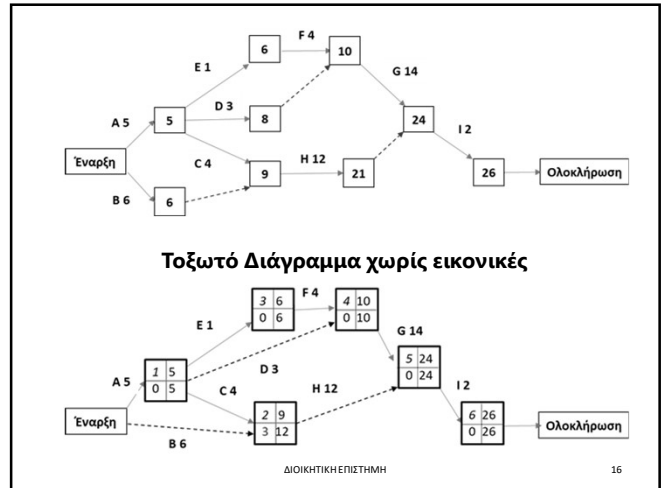 F 4
6
10
E 1
G 14
D 3
A 5
5
8
24
I 2
Έναρξη
C 4
H 12
9
21
26
Ολοκλήρωση
B 6
6
Τοξωτό Διάγραμμα χωρίς εικονικές
F 4
3 6
0 6
4 10
0 10
E 1
G 14
1 5
0 5
D 3
5 24
0 24
A 5
C 4
H 12
I 2
2 9
3 12
6 26
0 26
Έναρξη
Ολοκλήρωση
B 6
ΔΙΟΙΚΗΤΙΚΗ ΕΠΙΣΤΗΜΗ
16